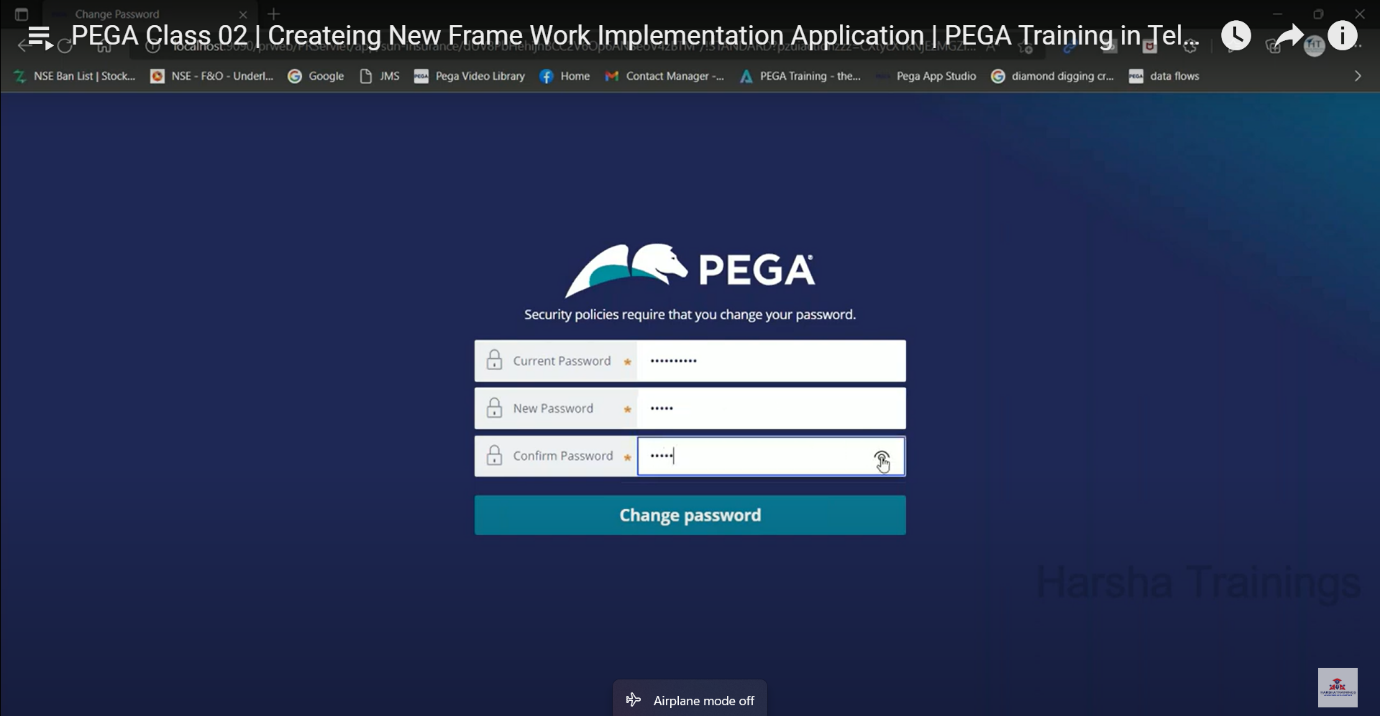 Change Password
PEGA Class 02 | Createing New Frame Work Implementation Application | PEGA Training in Tel...
NSE Ban List | Stock... NSE - F&O - Underl... Google JMS Pega Video Library Home Contact Manager -... PEGA Training - the... Pega App Studio diamond digging cr... data flows
PEGA
Security policies require that you change your password.
Current Password * ••••••••••
New Password * •••••
Confirm Password * •••••
Change password
Harsha Trainings
Airplane mode off